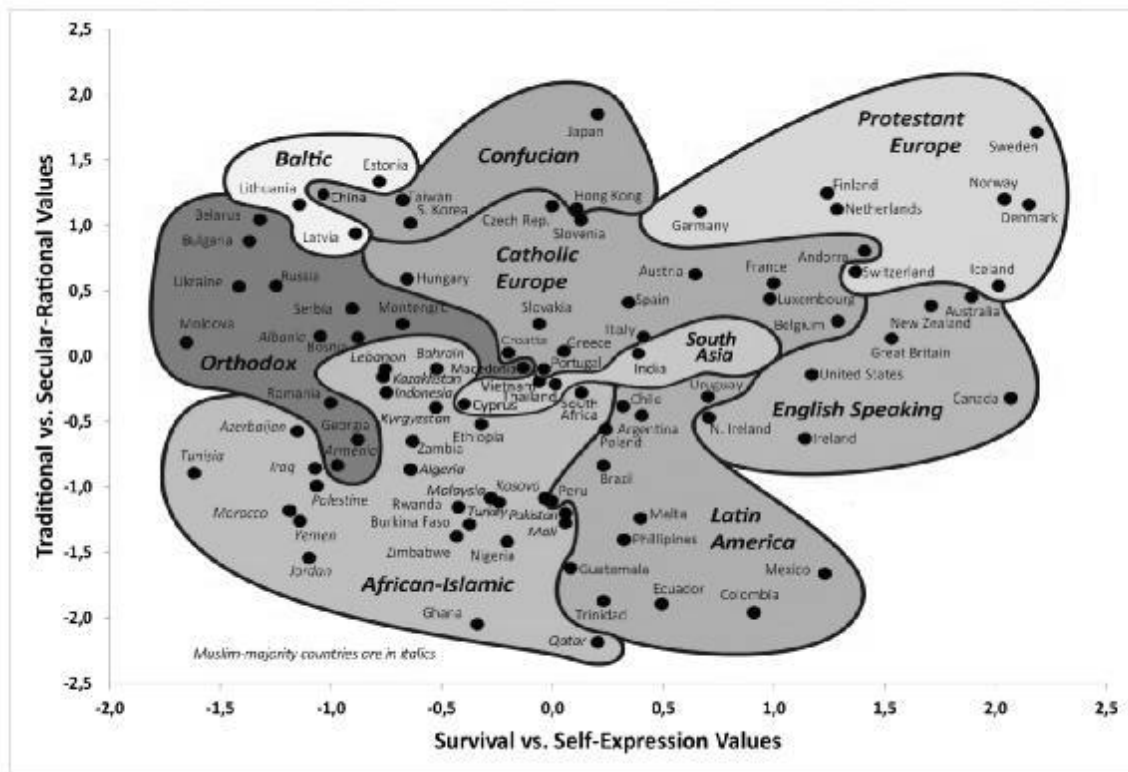 2,5
2,0
1,5
1,0
0,5
0,0
-0,5
-1,0
-1,5
-2,0
-2,5
Traditional vs. Secular-Rational Values
Japan
Protestant
Europe
Sweden
Baltic
Estonia
Confucian
Lithuania
China
Taiwan
S. Korea
Hong Kong
Czech Rep.
Slovenia
Finland
Netherlands
Norway
Denmark
Garmany
Belarus
Bulgaria
Latvia
Catholic
Europe
Andorra
Switzerland
Iceland
Ukraine
Russia
Hungary
Austria
France
Luxembourg
Australia
New Zealand
Serbia
Montengr.
Slovakia
Spain
Belgium
Great Britain
Moldova
Albania
Bosnia
Croatia
Greece
Italy
South
Asia
Orthodox
Lebanon
Bahrain
Macedonia
Portugal
India
Kazakhstan
Indonesia
Vietnam
Thailand
Uruguay
United States
Romania
Cyprus
South
Africa
Chile
Canada
Kyrgyzstan
Argentina
N. Ireland
English Speaking
Azerbaijan
Georgia
Armenia
Zambia
Ethiopia
Poland
Ireland
Tunisia
Iraq
Algeria
Brazil
Palestine
Malaysia
Kosovo
Peru
Morocco
Yemen
Rwanda
Turkey
Pakistan
Malta
Latin
America
Burkina Faso
Mali
Phillipines
Zimbabwe
Nigeria
Jordan
African-Islamic
Guatemala
Mexico
Ghana
Trinidad
Ecuador
Colombia
Qatar
Muslim-majority countries are in italics
-2,0 -1,5 -1,0 -0,5 0,0 0,5 1,0 1,5 2,0 2,5
Survival vs. Self-Expression Values